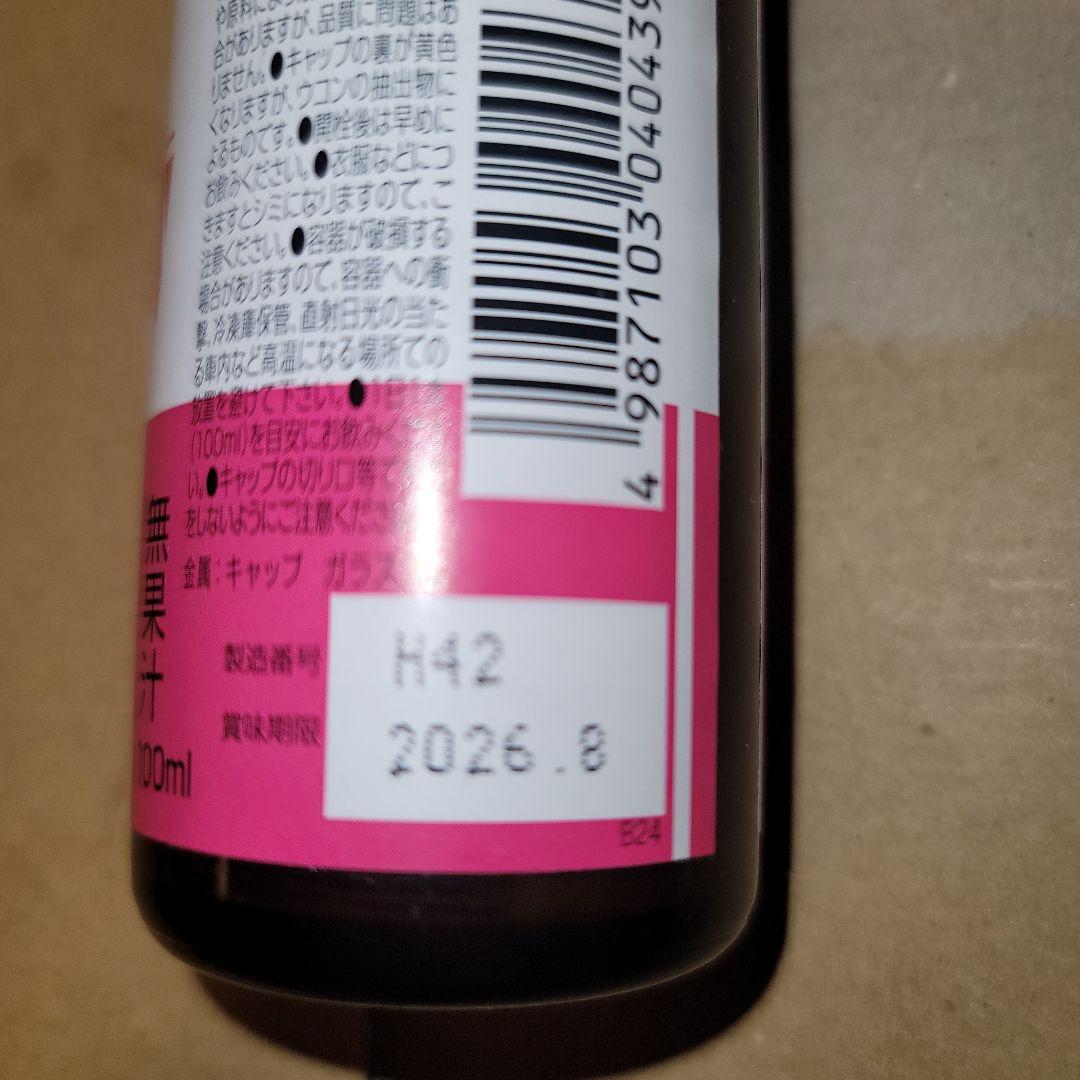 や原料により
合がありますが、品質に問題はあ
りません。●キャップの裏が黄色
くなりますが、ウコンの抽出物に
よるものです。●開栓後は早めに
お飲みください。●衣服などにつ
きますとシミになりますので、ご
注意ください。●容器が破損する
場合がありますので、容器への衝
撃、冷凍庫保管、直射日光の当た
る車内など高温になる場所での
放置を避けて下さい。●1
(100ml)を目安にお飲みく
い。●キャップの切り口等で
をしないようにご注意くださ
金属：キャップ ガラス
4 987103 04043
無果汁
100ml
製造番号 H42
賞味期限 2026.8
B24